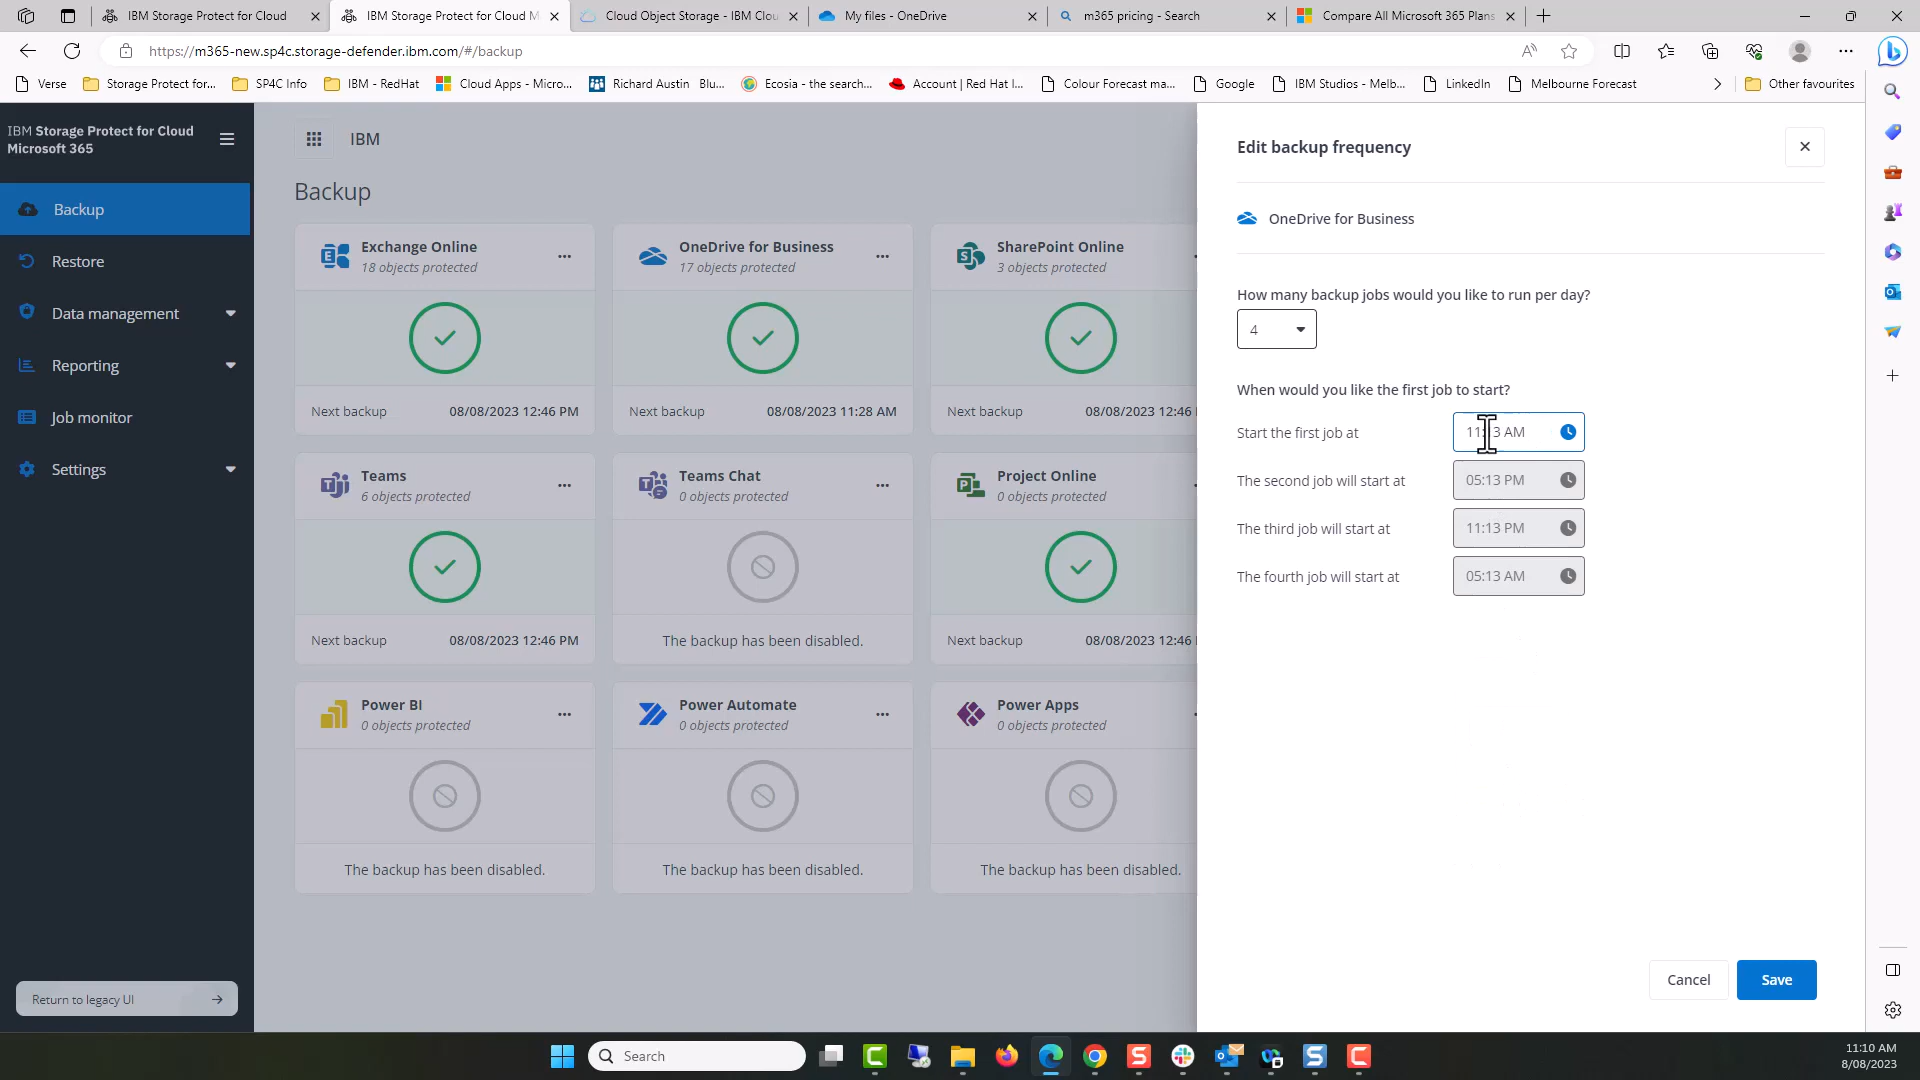 IBM Storage Protect for Cloud
IBM Storage Protect for Cloud M
Cloud Object Storage - IBM Clou
My files - OneDrive
m365 pricing - Search
Compare All Microsoft 365 Plans
https://m365-new.sp4c.storage-defender.ibm.com/#/backup
Verse
Storage Protect for...
SP4C Info
IBM - RedHat
Cloud Apps - Micro...
Richard Austin Blu...
Ecosia - the search...
Account | Red Hat l...
Colour Forecast ma...
Google
IBM Studios - Melb...
LinkedIn
Melbourne Forecast
Other favourites
IBM Storage Protect for Cloud
Microsoft 365
Backup
Restore
Data management
Reporting
Job monitor
Settings
Return to legacy UI
IBM
Backup
Exchange Online
18 objects protected
Next backup 08/08/2023 12:46 PM
OneDrive for Business
17 objects protected
Next backup 08/08/2023 11:28 AM
SharePoint Online
3 objects protected
Next backup 08/08/2023 12:46
Teams
6 objects protected
Next backup 08/08/2023 12:46 PM
Teams Chat
0 objects protected
The backup has been disabled.
Project Online
0 objects protected
Next backup 08/08/2023 12:46
Power BI
0 objects protected
The backup has been disabled.
Power Automate
0 objects protected
The backup has been disabled.
Power Apps
0 objects protected
The backup has been disabled.
Edit backup frequency
OneDrive for Business
How many backup jobs would you like to run per day?
4
When would you like the first job to start?
Start the first job at 11:13 AM
The second job will start at 05:13 PM
The third job will start at 11:13 PM
The fourth job will start at 05:13 AM
Cancel
Save
Search
11:10 AM
8/08/2023